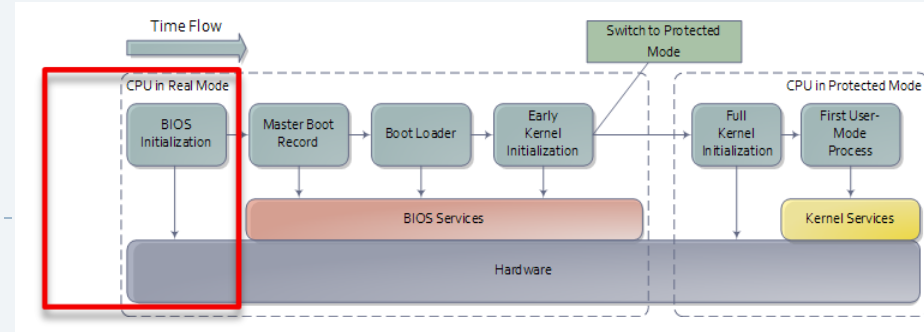 Time Flow
Switch to Protected
Mode
CPU in Real Mode
CPU in Protected Mode
BIOS
Initialization
Master Boot
Record
Boot Loader
Early
Kernel
Initialization
Full
Kernel
Initialization
First User-
Mode
Process
BIOS Services
Kernel Services
Hardware